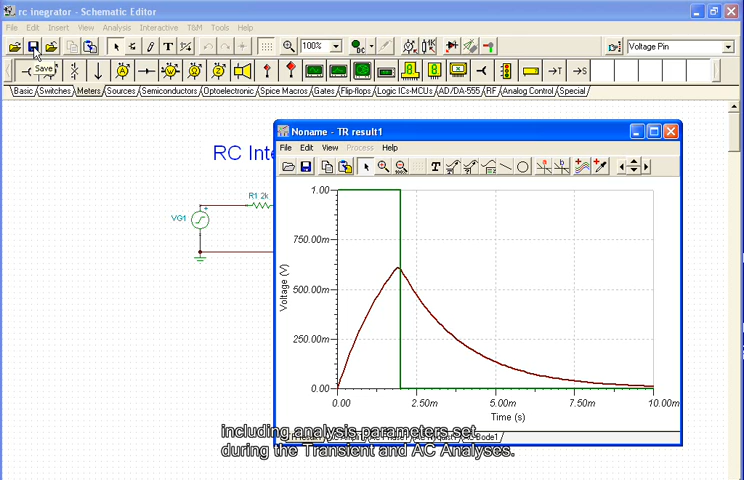 rc inegrator - Schematic Editor
File Edit Insert View Analysis Interactive T&M Tools Help
100%
DC
Voltage Pin
Save
Basic Switches Meters Sources Semiconductors Optoelectronic Spice Macros Gates Flip-flops Logic ICs-MCUs AD/DA-555 RF Analog Control Special
RC Inte
R1 2k
VG1
Noname - TR result1
File Edit View Process Help
1.00
750.00m
500.00m
250.00m
0.00
Voltage (V)
0.00 2.50m 5.00m 7.50m 10.00m
Time (s)
including analysis parameters set
during the Transient and AC Analyses.